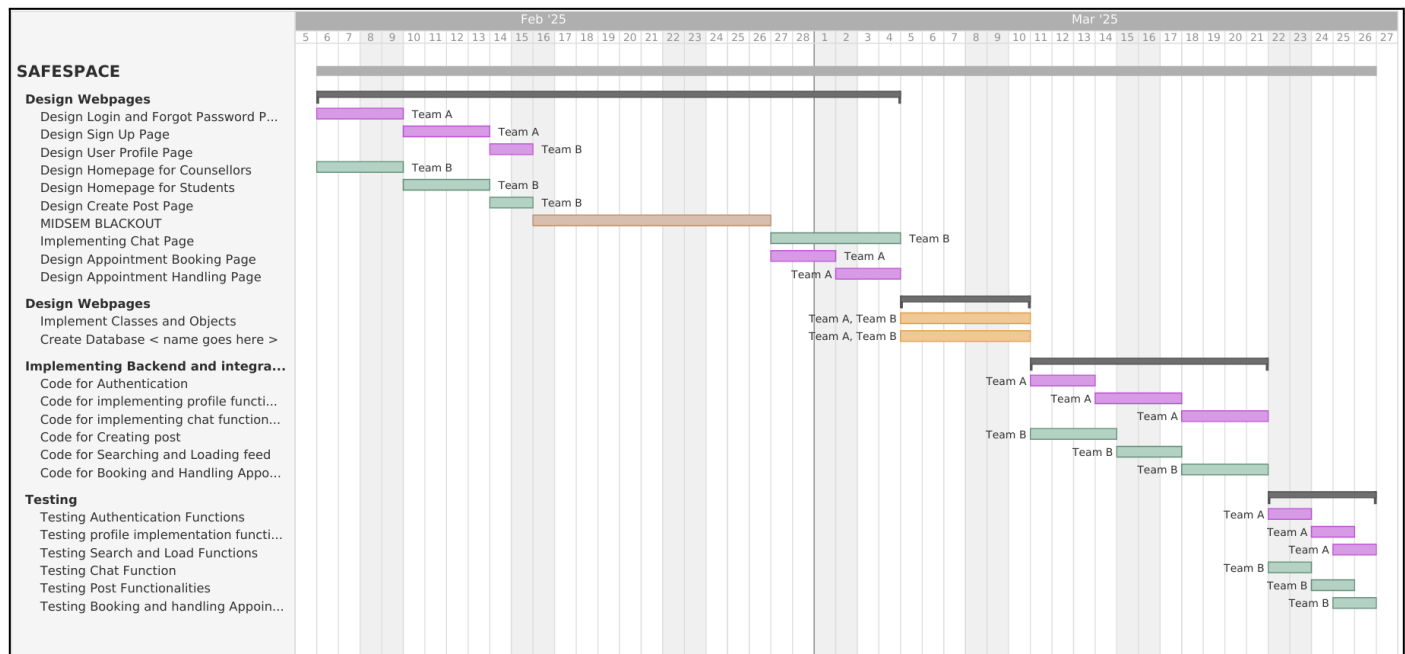 Feb '25 Mar '25
5 6 7 8 9 10 11 12 13 14 15 16 17 18 19 20 21 22 23 24 25 26 27 28 1 2 3 4 5 6 7 8 9 10 11 12 13 14 15 16 17 18 19 20 21 22 23 24 25 26 27
SAFESPACE
Design Webpages
Design Login and Forgot Password P... Team A
Design Sign Up Page Team A
Design User Profile Page Team B
Design Homepage for Counsellors Team B
Design Homepage for Students Team B
Design Create Post Page Team B
MIDSEM BLACKOUT
Implementing Chat Page Team B
Design Appointment Booking Page Team A
Design Appointment Handling Page Team A
Design Webpages
Implement Classes and Objects Team A, Team B
Create Database < name goes here > Team A, Team B
Implementing Backend and integra...
Code for Authentication Team A
Code for implementing profile functi... Team A
Code for implementing chat function... Team A
Code for Creating post Team B
Code for Searching and Loading feed Team B
Code for Booking and Handling Appo... Team B
Testing
Testing Authentication Functions Team A
Testing profile implementation functi... Team A
Testing Search and Load Functions Team A
Testing Chat Function Team B
Testing Post Functionalities Team B
Testing Booking and handling Appoin... Team B